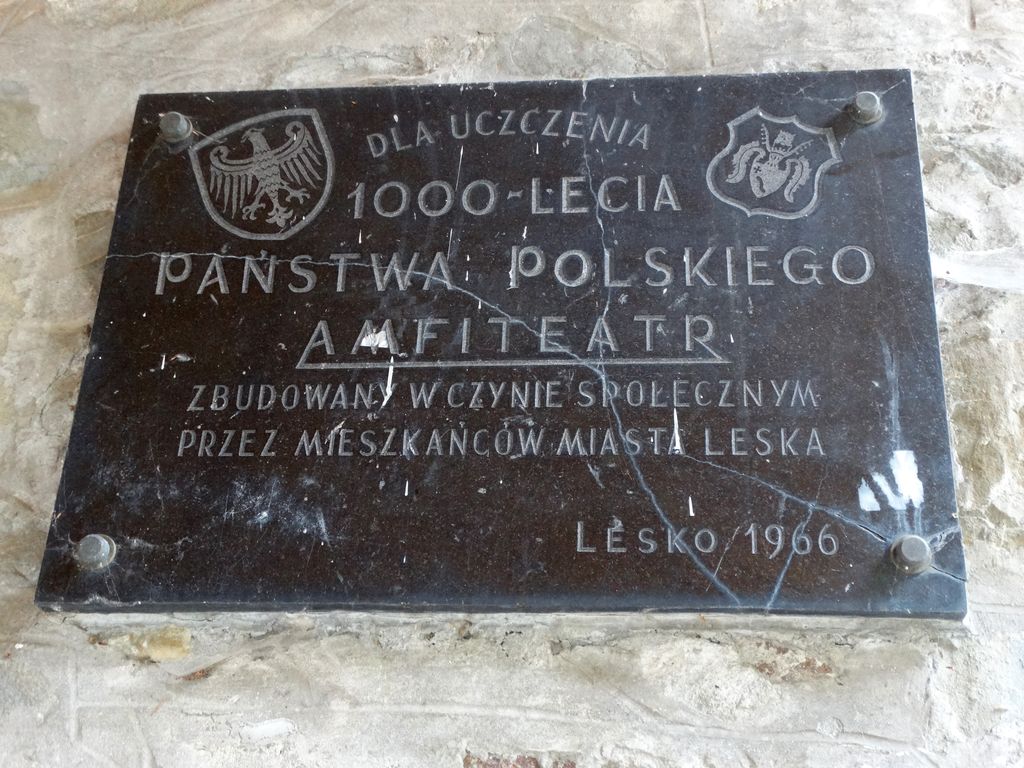 DLA UCZCZENIA
1000-LECIA
PAŃSTWA POLSKIEGO
AMFITEATR
ZBUDOWANY W CZYNIE SPOŁECZNYM
PRZEZ MIESZKAŃCÓW MIASTA LESKA
LESKO 1966